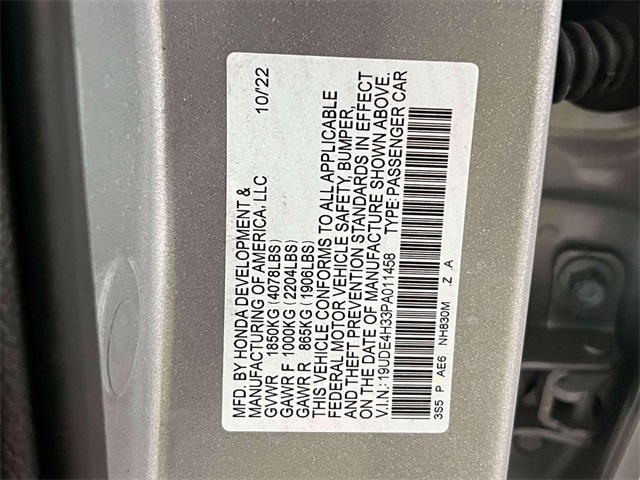 MFD. BY HONDA DEVELOPMENT &
MANUFACTURING OF AMERICA, LLC 10/22
GVWR 1850KG (4078LBS)
GAWR F 1000KG (2204LBS)
GAWR R 865KG (1906LBS)
THIS VEHICLE CONFORMS TO ALL APPLICABLE
FEDERAL MOTOR VEHICLE SAFETY, BUMPER,
AND THEFT PREVENTION STANDARDS IN EFFECT
ON THE DATE OF MANUFACTURE SHOWN ABOVE.
V.I.N.: 19UDE4H33PA011458 TYPE: PASSENGER CAR
3S5 P AE6 NH830M .Z .A